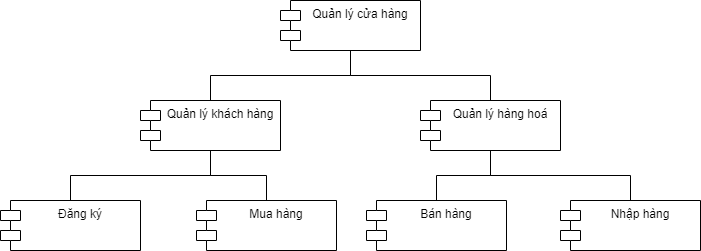 Quản lý cửa hàng
Quản lý khách hàng
Quản lý hàng hoá
Đăng ký
Mua hàng
Bán hàng
Nhập hàng